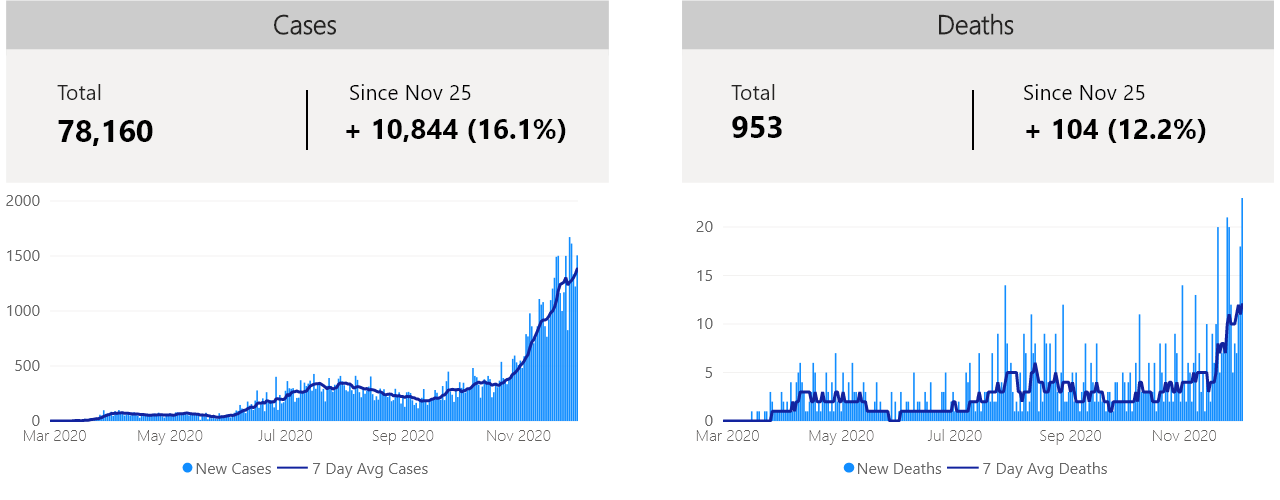 Cases
Total
Since Nov 25
78,160
+ 10,844 (16.1%)
2000
1500
1000
500
0
Mar 2020 May 2020 Jul 2020 Sep 2020 Nov 2020
New Cases 7 Day Avg Cases
Deaths
Total
Since Nov 25
953
+ 104 (12.2%)
20
15
10
5
0
Mar 2020 May 2020 Jul 2020 Sep 2020 Nov 2020
New Deaths 7 Day Avg Deaths